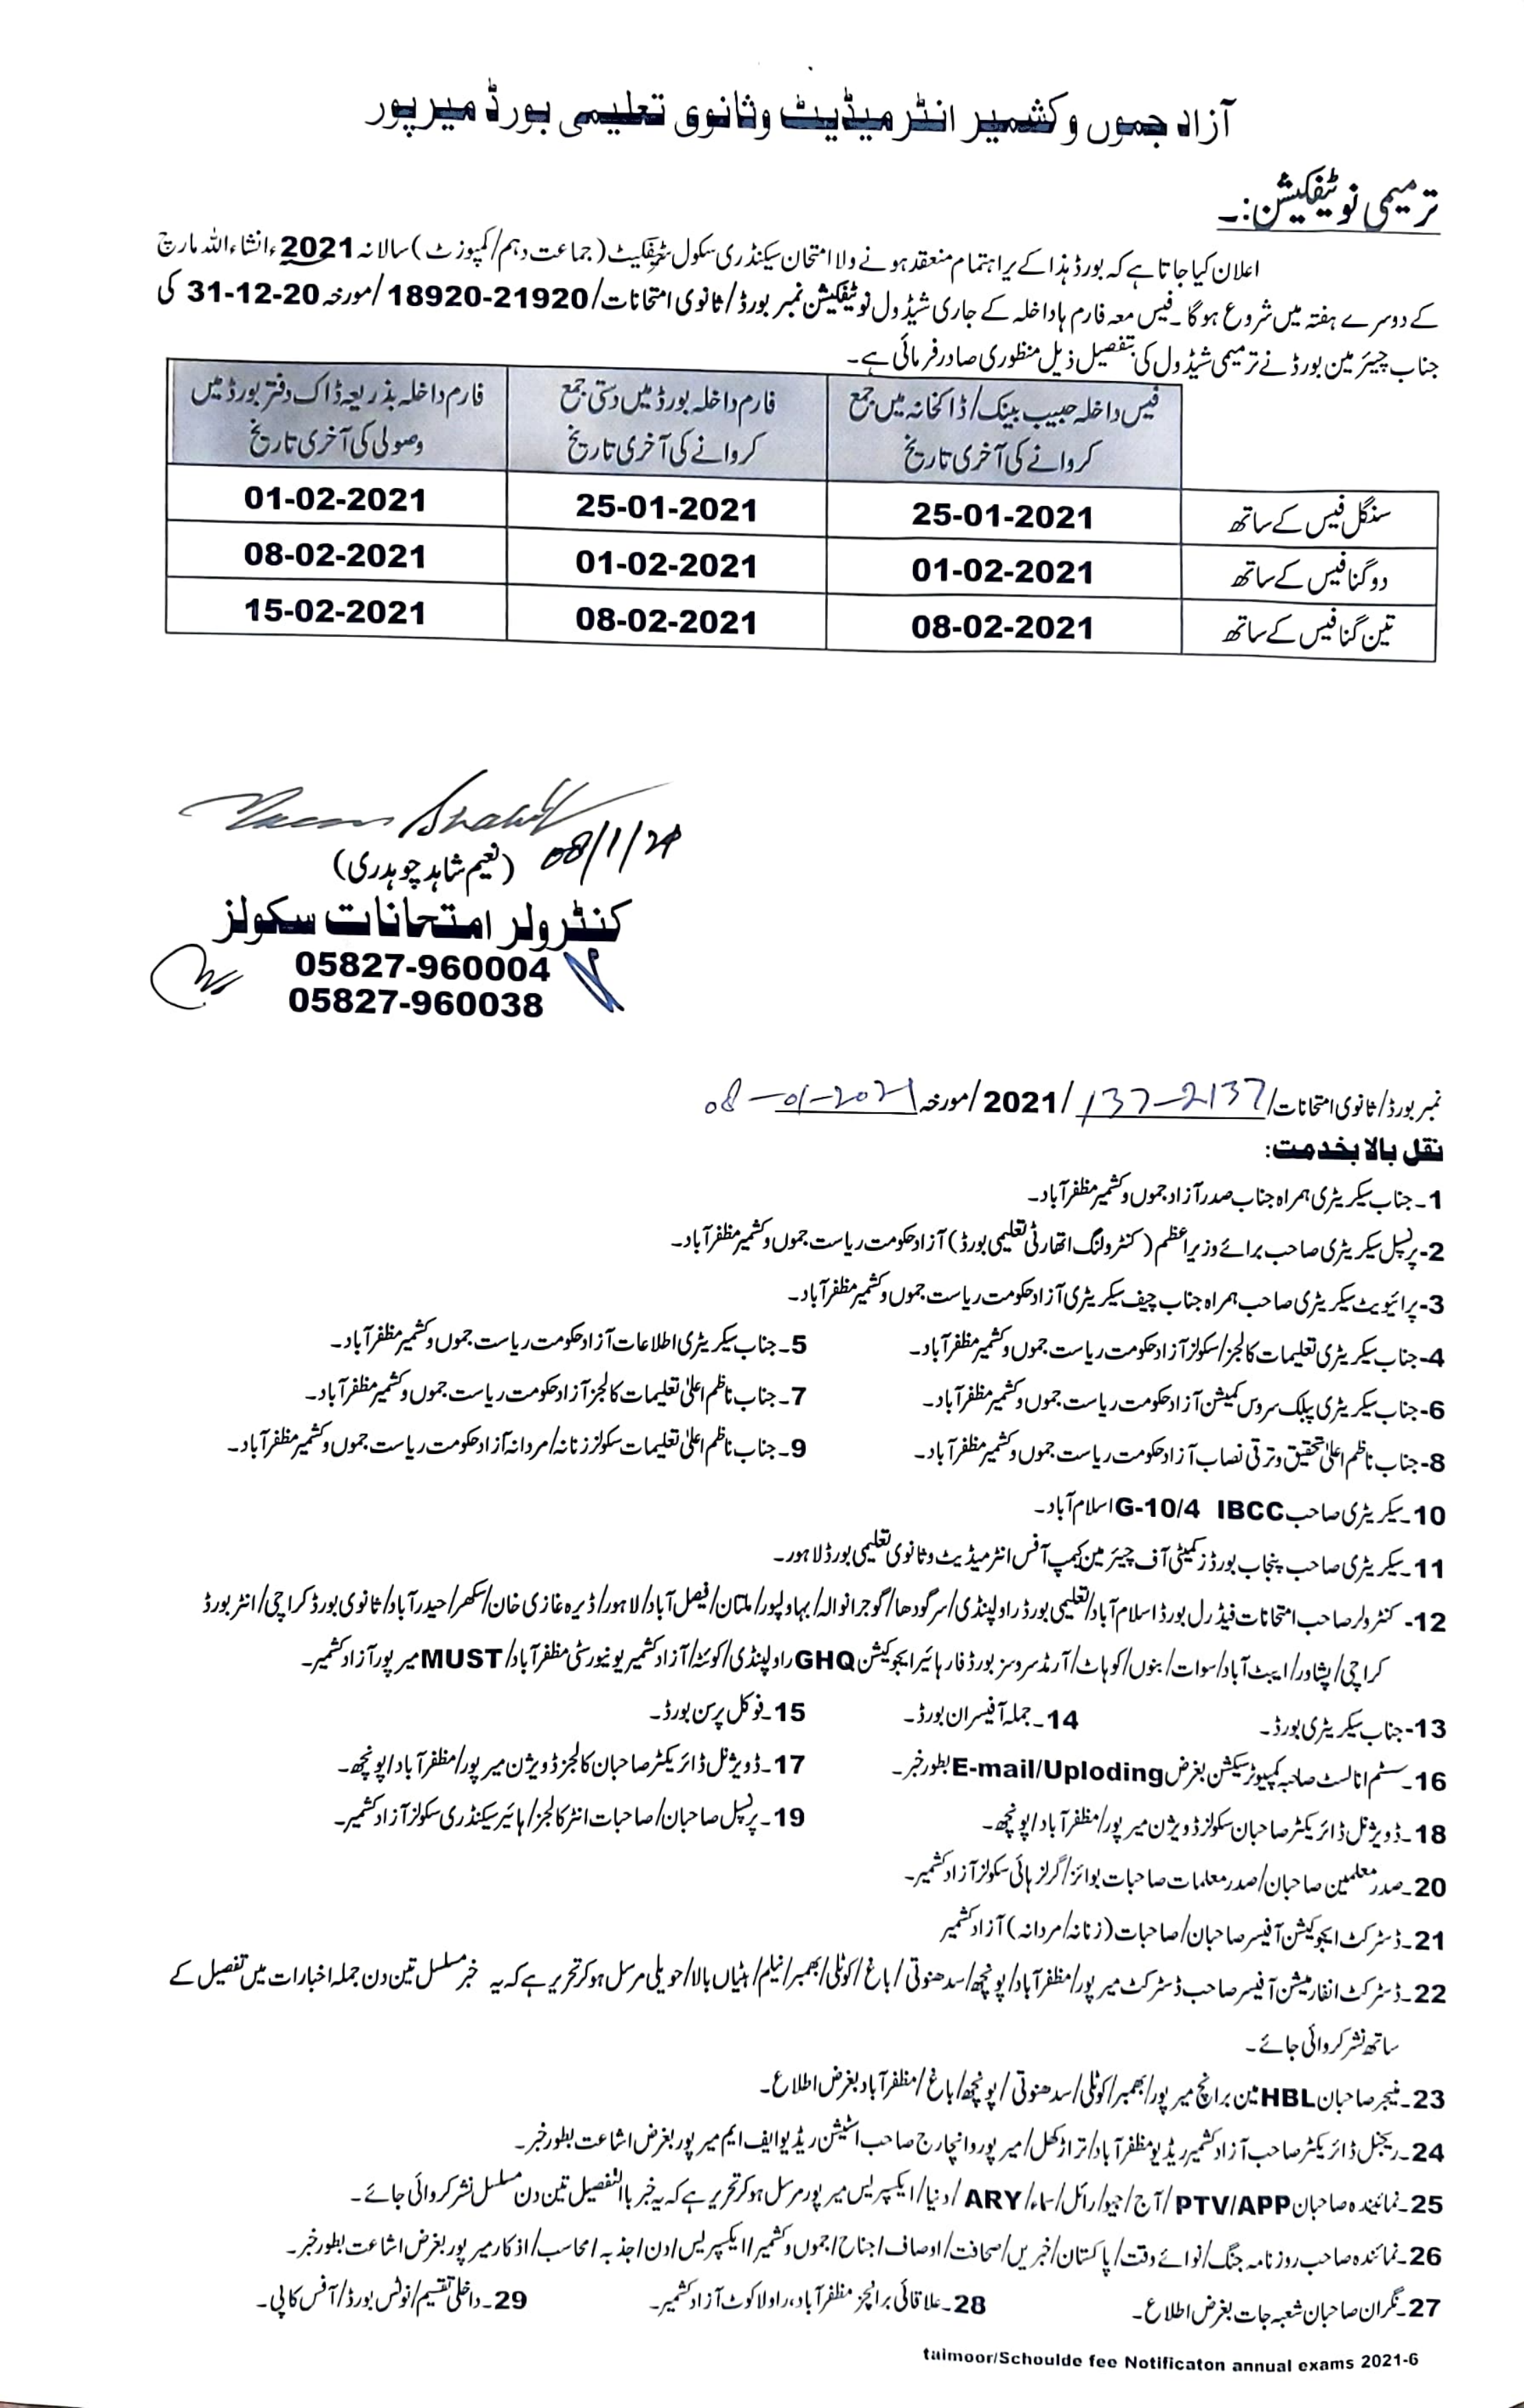 آزاد جموں و کشمیر انٹرمیڈیٹ و ثانوی تعلیمی بورڈ میرپور
ترمیمی نوٹیفکیشن:۔
اعلان کیا جاتا ہے کہ بورڈ ہذا کے براہتمام منعقد ہونے ولا امتحان سیکنڈری سکول سرٹیفکیٹ (جماعت دہم/کمپوزٹ) سالانہ 2021ء انشاءاللہ مارچ
کے دوسرے ہفتہ میں شروع ہوگا۔ فیس معہ فارم ہا داخلہ کے جاری شیڈول نوٹیفکیشن نمبر بورڈ/ثانوی امتحانات/18920-21920/مورخہ 20-12-31 کی
جناب چیئرمین بورڈ نے ترمیمی شیڈول کی بتفصیل ذیل منظوری صادر فرمائی ہے۔
فیس داخلہ حبیب بینک/ڈاکخانہ میں جمع کروانے کی آخری تاریخ
فارم داخلہ بورڈ میں دستی جمع کروانے کی آخری تاریخ
فارم داخلہ بذریعہ ڈاک دفتر بورڈ میں وصولی کی آخری تاریخ
سنگل فیس کے ساتھ 25-01-2021 25-01-2021 01-02-2021
دوگنا فیس کے ساتھ 01-02-2021 01-02-2021 08-02-2021
تین گنا فیس کے ساتھ 08-02-2021 08-02-2021 15-02-2021
08/1/21
(نعیم شاہد چوہدری)
کنٹرولر امتحانات سکولز
05827-960004
05827-960038
نمبر بورڈ/ثانوی امتحانات/137-2137/2021/مورخہ 08-01-2021
نقل بالا بخدمت:
1۔ جناب سیکریٹری ہمراہ جناب صدر آزاد جموں و کشمیر مظفرآباد۔
2- پرنسپل سیکریٹری صاحب برائے وزیراعظم (کنٹرولنگ اتھارٹی تعلیمی بورڈ) آزاد حکومت ریاست جموں و کشمیر مظفرآباد۔
3- پرائیویٹ سیکریٹری صاحب ہمراہ جناب چیف سیکریٹری آزاد حکومت ریاست جموں و کشمیر مظفرآباد۔
4- جناب سیکریٹری تعلیمات کالجز/سکولز آزاد حکومت ریاست جموں و کشمیر مظفرآباد۔ 5۔ جناب سیکریٹری اطلاعات آزاد حکومت ریاست جموں و کشمیر مظفرآباد۔
6- جناب سیکریٹری پبلک سروس کمیشن آزاد حکومت ریاست جموں و کشمیر مظفرآباد۔ 7۔ جناب ناظم اعلیٰ تعلیمات کالجز آزاد حکومت ریاست جموں و کشمیر مظفرآباد۔
8- جناب ناظم اعلیٰ تحقیق و ترقی نصاب آزاد حکومت ریاست جموں و کشمیر مظفرآباد۔ 9۔ جناب ناظم اعلیٰ تعلیمات سکولز زنانہ/مردانہ آزاد حکومت ریاست جموں و کشمیر مظفرآباد۔
10۔ سیکریٹری صاحب IBCC G-10/4 اسلام آباد۔
11۔ سیکریٹری صاحب پنجاب بورڈز کمیٹی آف چیئرمین کیمپ آفس انٹرمیڈیٹ و ثانوی تعلیمی بورڈ لاہور۔
12- کنٹرولر صاحب امتحانات فیڈرل بورڈ اسلام آباد/تعلیمی بورڈ راولپنڈی/سرگودھا/گوجرانوالہ/بہاولپور/ملتان/فیصل آباد/لاہور/ڈیرہ غازی خان/سکھر/حیدرآباد/ثانوی بورڈ کراچی/انٹر بورڈ
کراچی/پشاور/ایبٹ آباد/سوات/بنوں/کوہاٹ/آرمڈ سروسز بورڈ فار ہائیر ایجوکیشن GHQ راولپنڈی/کوئٹہ/آزاد کشمیر یونیورسٹی مظفرآباد/MUST میرپور آزاد کشمیر۔
13- جناب سیکریٹری بورڈ۔ 14۔ جملہ آفیسران بورڈ۔ 15۔ فوکل پرسن بورڈ۔
16۔ سسٹم انالسٹ صاحبہ کمپیوٹر سیکشن بغرض E-mail/Uploding بطور خبر۔ 17۔ ڈویژنل ڈائریکٹر صاحبان کالجز ڈویژن میرپور/مظفرآباد/پونچھ۔
18۔ ڈویژنل ڈائریکٹر صاحبان سکولز ڈویژن میرپور/مظفرآباد/پونچھ۔ 19۔ پرنسپل صاحبان/صاحبات انٹر کالجز/ہائیر سیکنڈری سکولز آزاد کشمیر۔
20۔ صدر معلمین صاحبان/صدر معلمات صاحبات بوائز/گرلز ہائی سکولز آزاد کشمیر۔
21۔ ڈسٹرکٹ ایجوکیشن آفیسر صاحبان/صاحبات (زنانہ/مردانہ) آزاد کشمیر
22۔ ڈسٹرکٹ انفارمیشن آفیسر صاحب ڈسٹرکٹ میرپور/مظفرآباد/پونچھ/سدھنوتی/باغ/کوٹلی/بھمبر/نیلم/ہٹیاں بالا/حویلی مرسل ہو کر تحریر ہے کہ یہ خبر مسلسل تین دن جملہ اخبارات میں تفصیل کے
ساتھ نشر کروائی جائے۔
23۔ منیجر صاحبان HBL مین برانچ میرپور/بھمبر/کوٹلی/سدھنوتی/پونچھ/باغ/مظفرآباد بغرض اطلاع۔
24۔ ریجنل ڈائریکٹر صاحب آزاد کشمیر ریڈیو مظفرآباد/تراڑکھل/میرپور وانچارج صاحب اسٹیشن ریڈیو ایف ایم میرپور بغرض اشاعت بطور خبر۔
25۔ نمائیندہ صاحبان PTV/APP/آج/جیو/رائل/سماء/ARY/دنیا/ایکسپریس میرپور مرسل ہو کر تحریر ہے کہ یہ خبر باالتفصیل تین دن مسلسل نشر کروائی جائے۔
26۔ نمائندہ صاحب روزنامہ جنگ/نوائے وقت/پاکستان/خبریں/صحافت/اوصاف/جناح/جموں و کشمیر/ایکسپریس/دن/جذبہ/محاسب/اذکار میرپور بغرض اشاعت بطور خبر۔
27۔ نگران صاحبان شعبہ جات بغرض اطلاع۔ 28۔ علاقائی برانچز مظفرآباد، راولاکوٹ آزاد کشمیر۔ 29۔ داخلی تقسیم/نوٹس بورڈ/آفس کاپی۔
taimoor/Schoulde fee Notificaton annual exams 2021-6